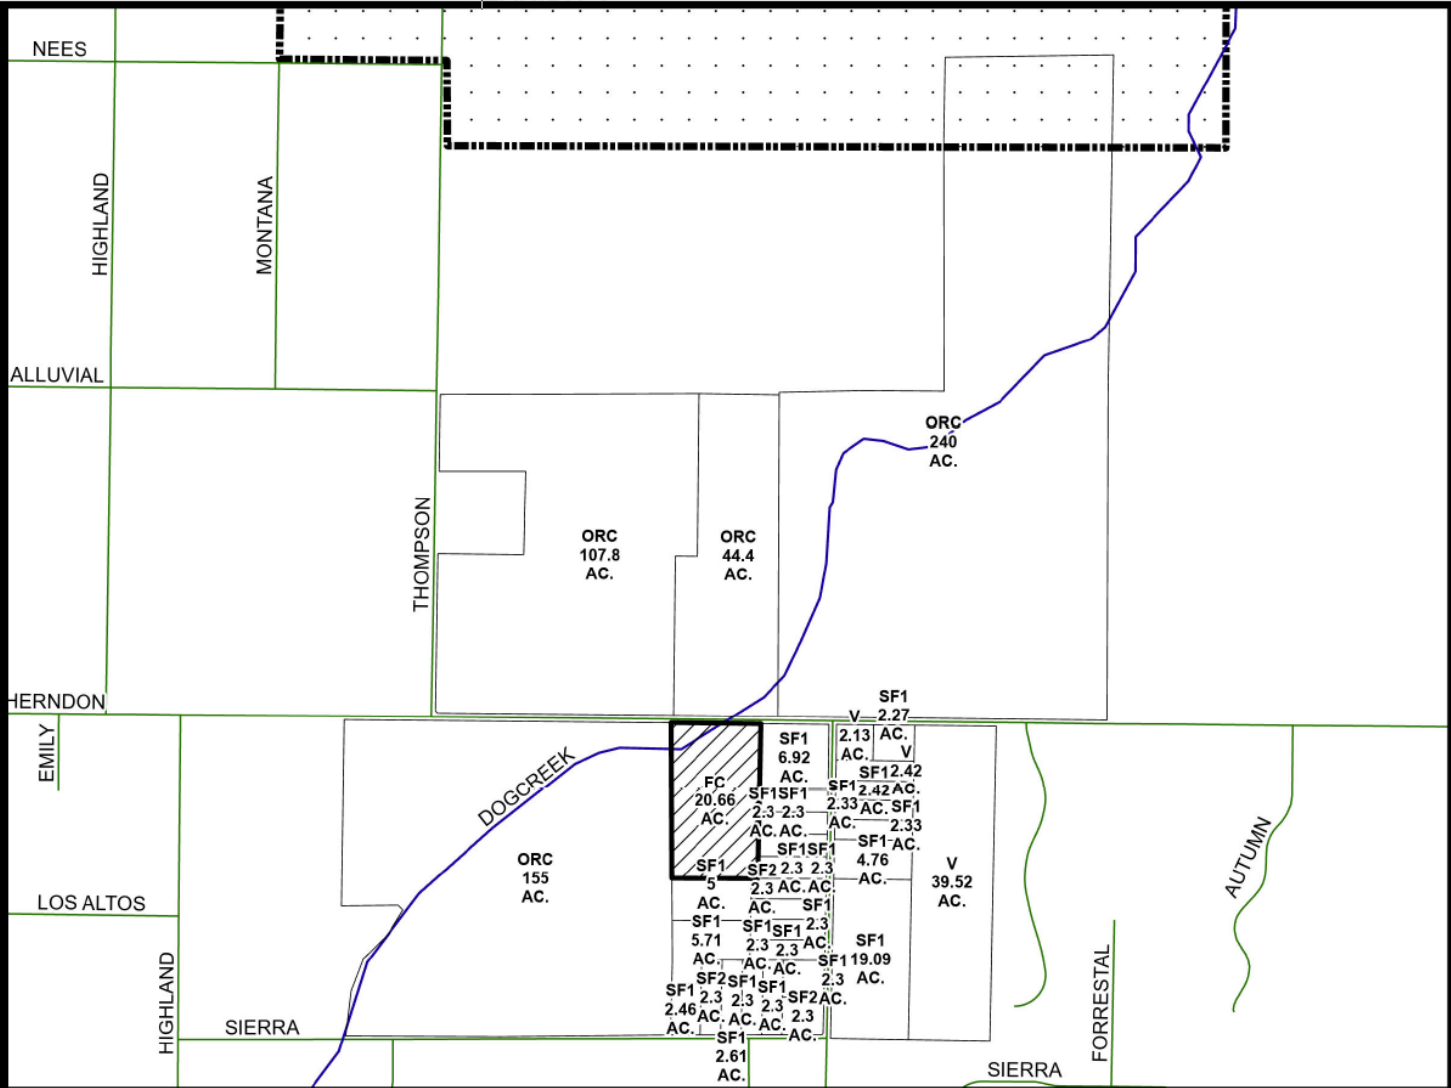 NEES
HIGHLAND
MONTANA
ALLUVIAL
THOMPSON
ORC
240
AC.
ORC
107.8
AC.
ORC
44.4
AC.
HERNDON
EMILY
DOGCREEK
ORC
155
AC.
LOS ALTOS
HIGHLAND
SIERRA
FC
20.66
AC.
SF1
6.92
AC.
V
2.13
AC.
SF1
2.27
AC.
V
2.42
AC.
SF1
2.42
AC.
SF1
2.33
AC.
SF1
2.33
AC.
SF1
4.76
AC.
SF1
2.3
AC.
SF1
2.3
AC.
SF1
2.3
AC.
SF1
2.3
AC.
SF2
2.3
AC.
SF1
5
AC.
SF1
5.71
AC.
SF1
2.3
AC.
SF1
2.3
AC.
SF1
2.3
AC.
SF1
2.3
AC.
SF1
19.09
AC.
V
39.52
AC.
SF1
2.46
AC.
SF2
2.3
AC.
SF1
2.3
AC.
SF1
2.3
AC.
SF2
2.3
AC.
SF1
2.61
AC.
AUTUMN
FORRESTAL
SIERRA